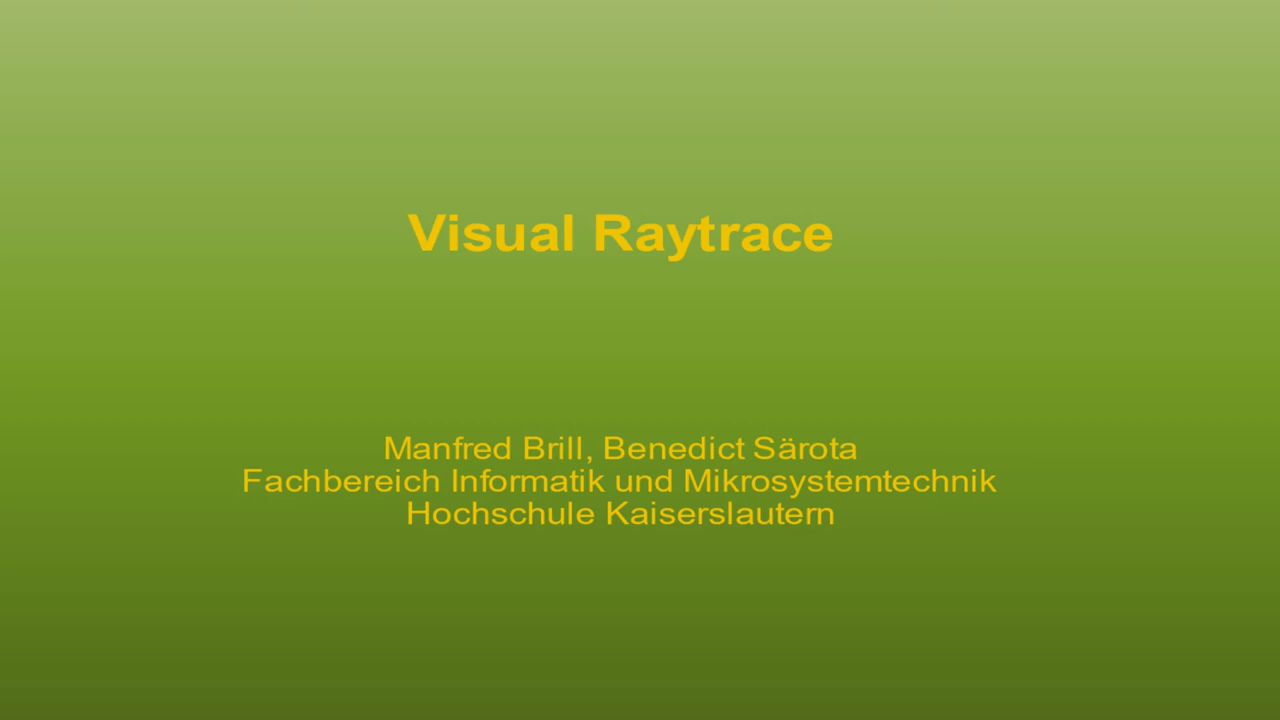 Visual Raytrace
Manfred Brill, Benedict Särota
Fachbereich Informatik und Mikrosystemtechnik
Hochschule Kaiserslautern